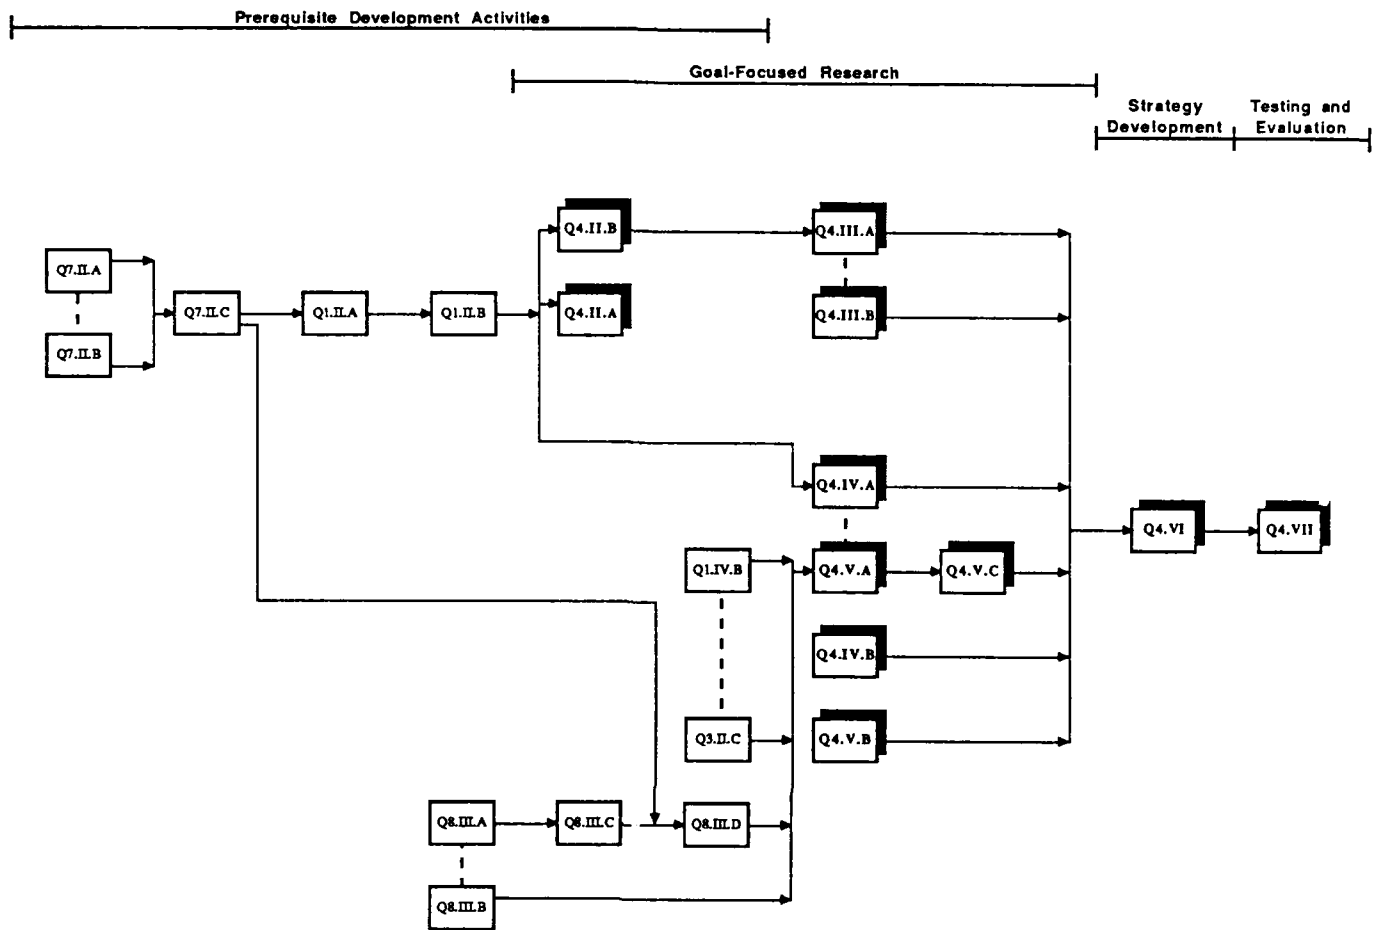 Prerequisite Development Activities
Goal-Focused Research
Strategy
Development
Testing and
Evaluation
Q4.II.B
Q4.III.A
Q7.II.A
Q7.II.C
Q1.II.A
Q1.II.B
Q4.II.A
Q4.III.B
Q7.II.B
Q4.IV.A
Q4.VI
Q4.VII
Q1.IV.B
Q4.V.A
Q4.V.C
Q4.IV.B
Q3.II.C
Q4.V.B
Q8.III.A
Q8.III.C
Q8.III.D
Q8.III.B